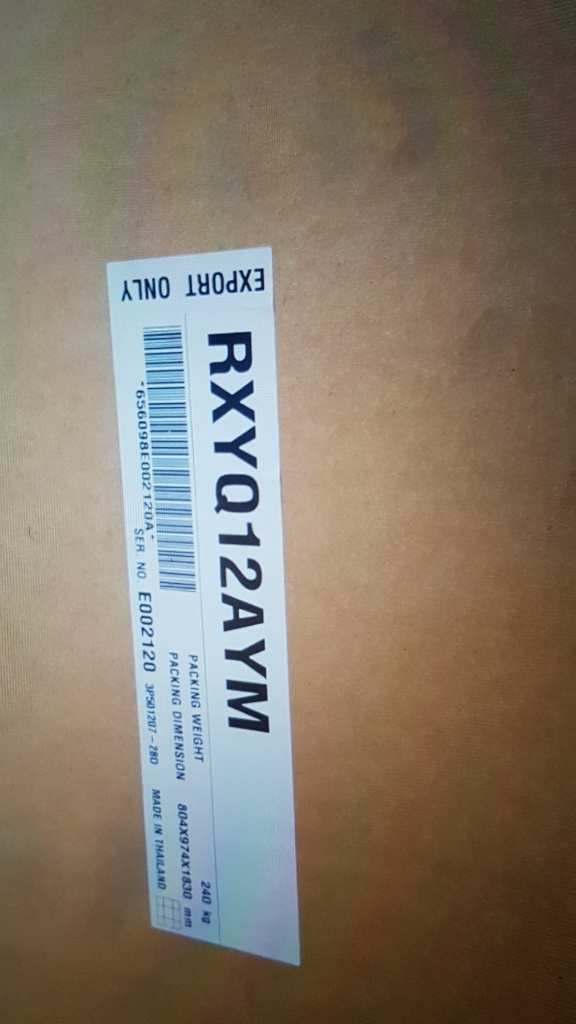 EXPORT ONLY
RXYQ12AYM
PACKING WEIGHT 240 kg
PACKING DIMENSION 804X974X1830 mm
*656098E002120A*
SER. NO. E002120 3P501207-28D MADE IN THAILAND